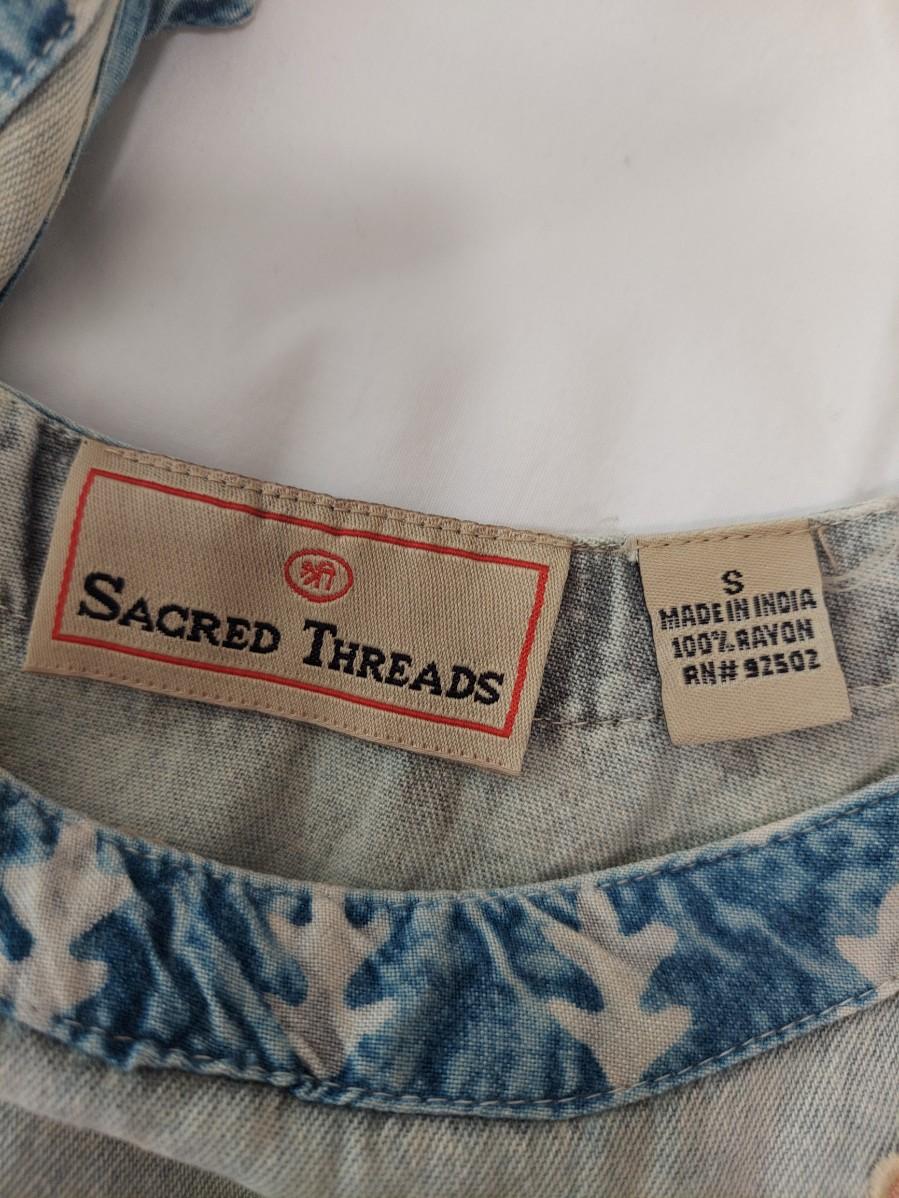 SACRED THREADS
S
MADE IN INDIA
100% RAYON
RN# 92502